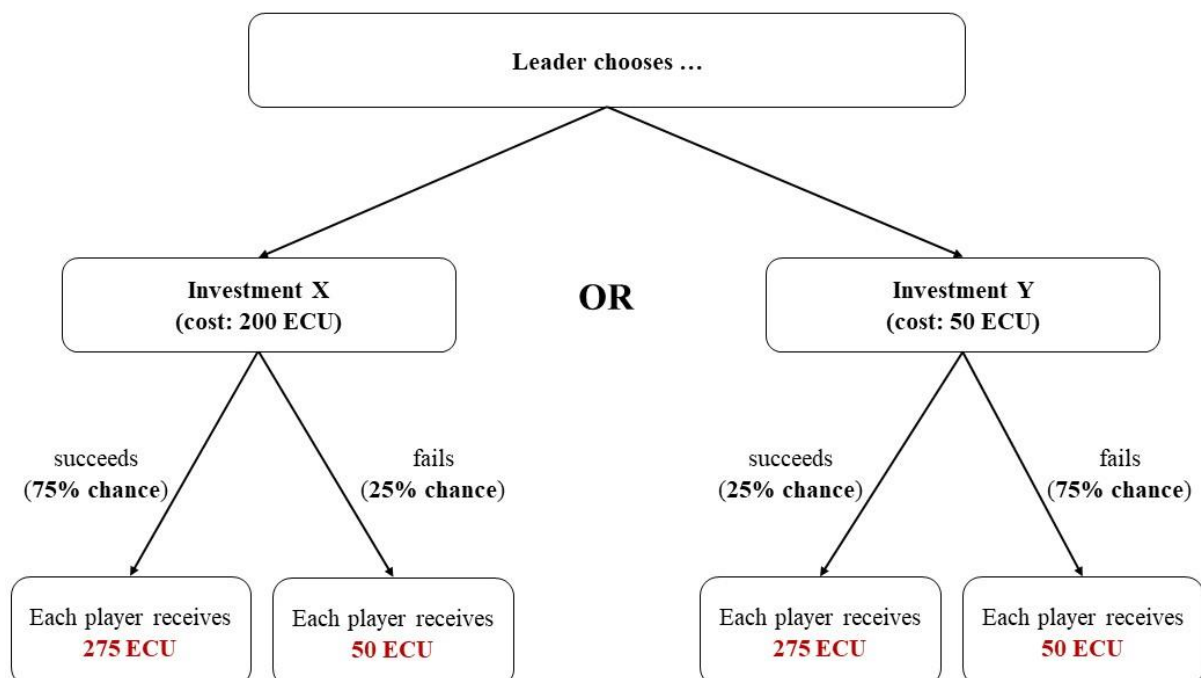 Leader chooses …
Investment X
(cost: 200 ECU)
OR
Investment Y
(cost: 50 ECU)
succeeds
(75% chance)
fails
(25% chance)
succeeds
(25% chance)
fails
(75% chance)
Each player receives
275 ECU
Each player receives
50 ECU
Each player receives
275 ECU
Each player receives
50 ECU